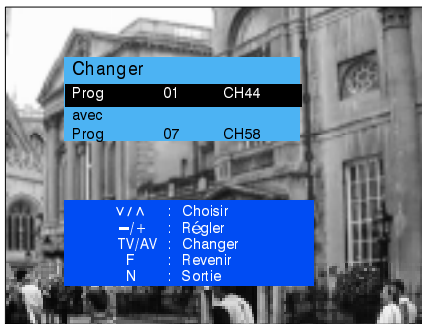 Changer
Prog 01 CH44
avec
Prog 07 CH58
∨/∧ : Choisir
−/+ : Régler
TV/AV : Changer
F : Revenir
N : Sortie